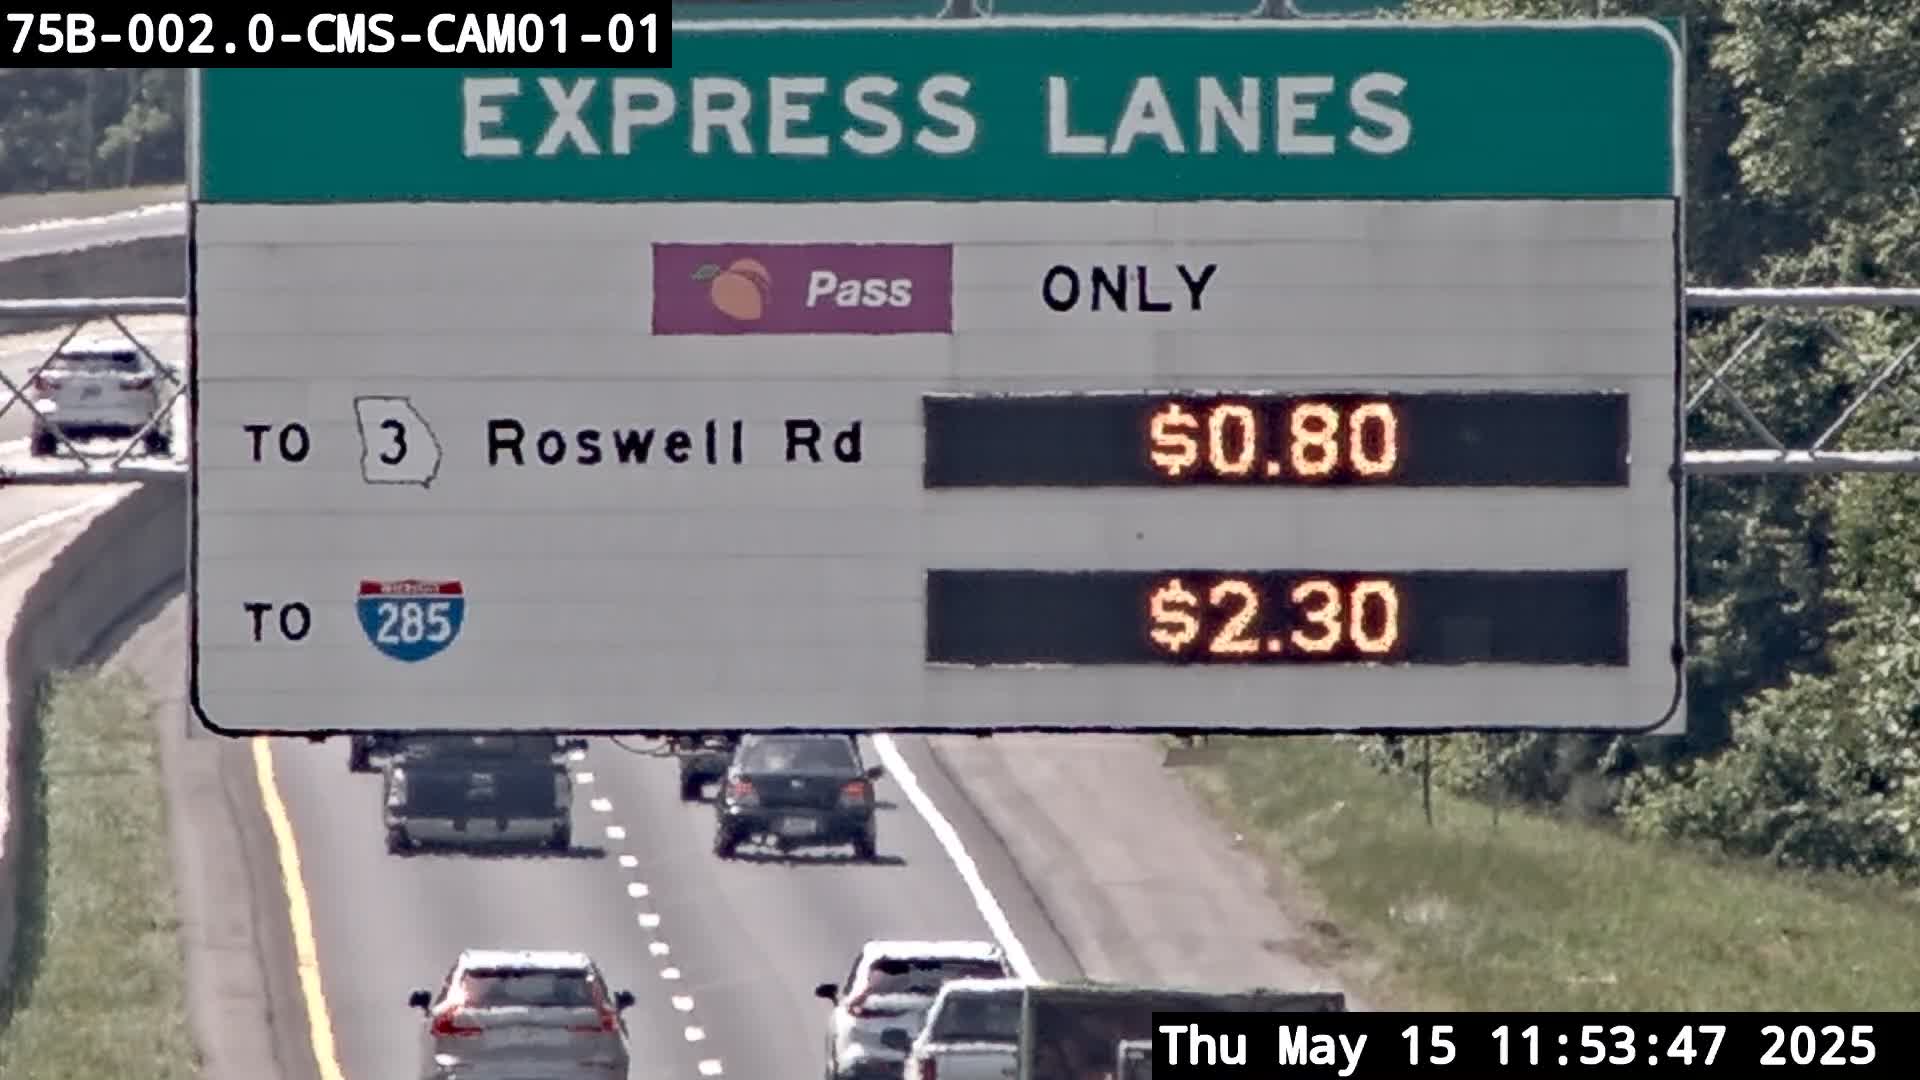 75B-002.0-CMS-CAM01-01
EXPRESS LANES
Pass ONLY
TO 3 Roswell Rd $0.80
INTERSTATE
TO 285 $2.30
Thu May 15 11:53:47 2025